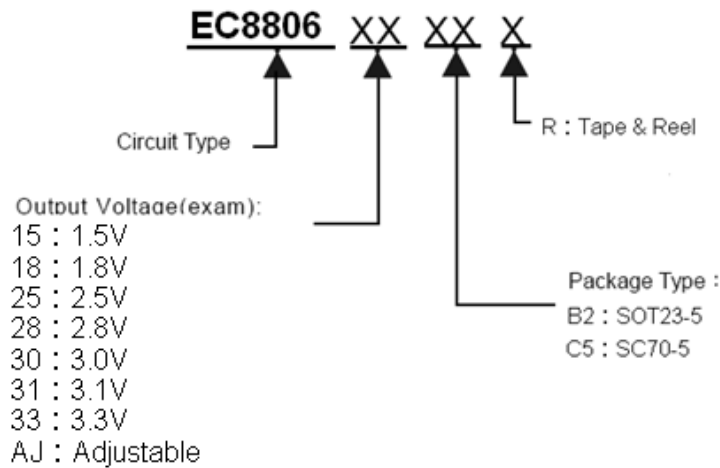 EC8806 XX XX X
Circuit Type
R : Tape & Reel
Output Voltage(exam):
15 : 1.5V
18 : 1.8V
25 : 2.5V
28 : 2.8V
30 : 3.0V
31 : 3.1V
33 : 3.3V
AJ : Adjustable
Package Type :
B2 : SOT23-5
C5 : SC70-5